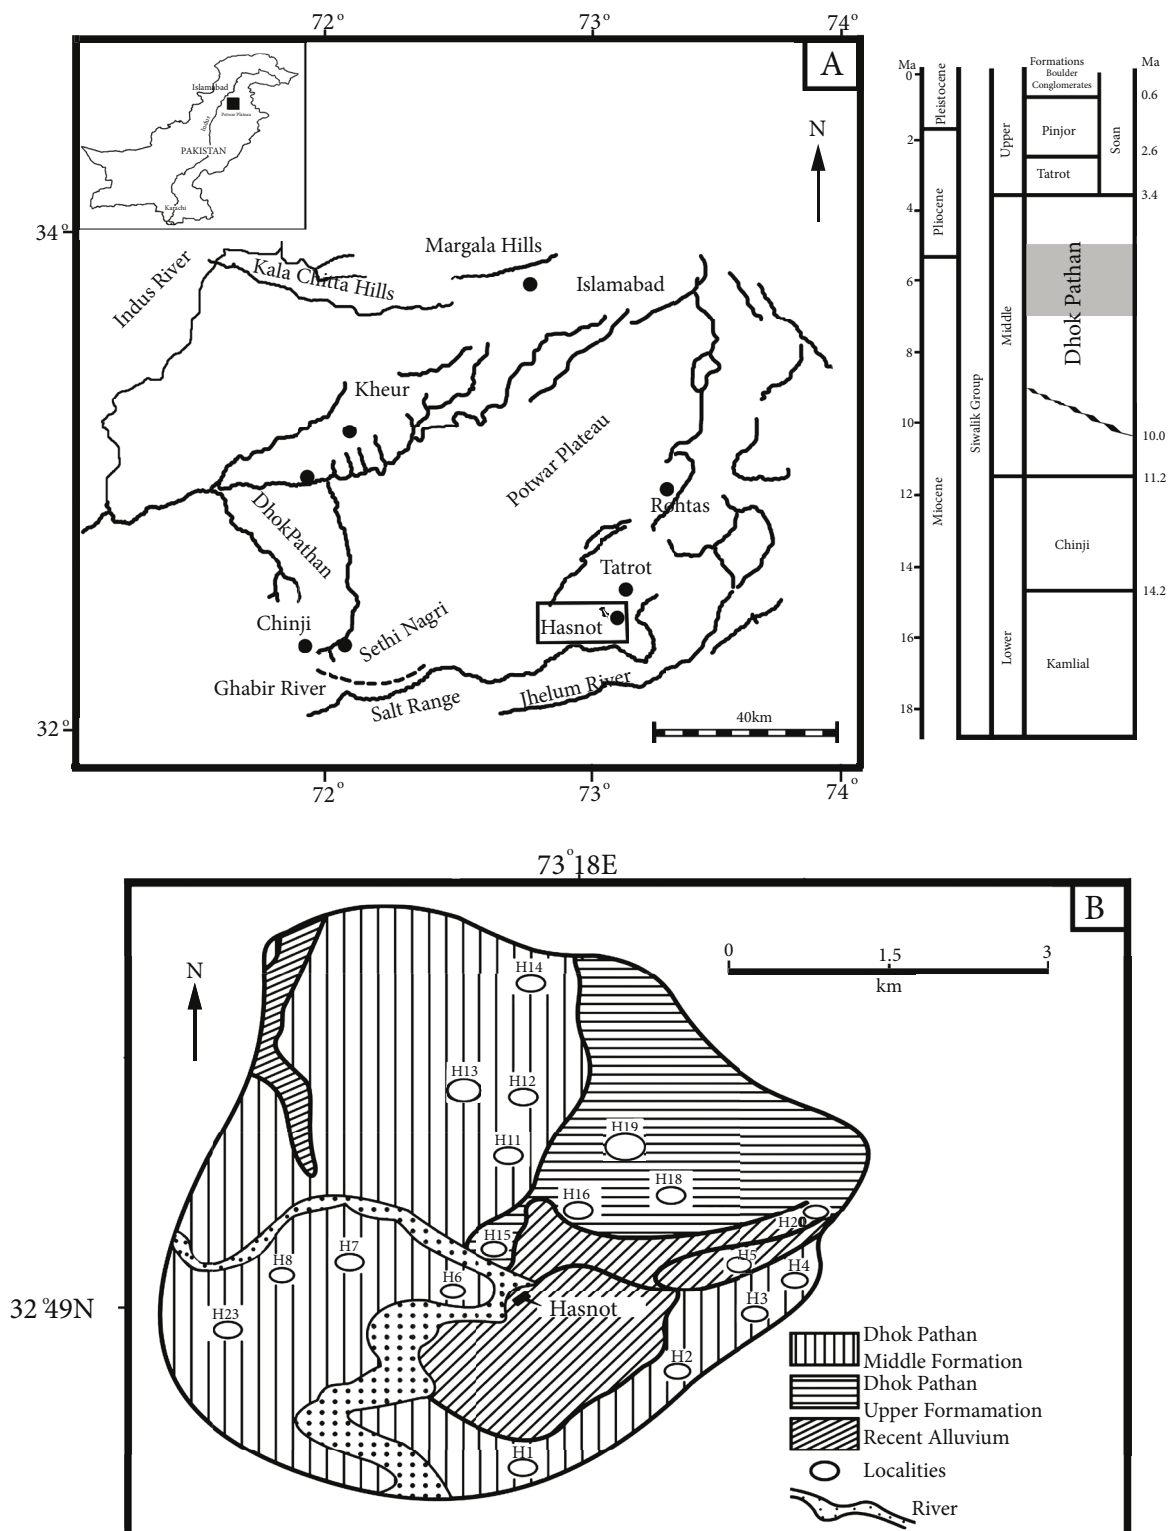 72° 73° 74°
A
Islamabad
Potwar Plateau
Indus
PAKISTAN
Karachi
N
34°
Margala Hills
Indus River
Kala Chitta Hills
Islamabad
Kheur
Potwar Plateau
Rohtas
DhokPathan
Tatrot
Chinji
Sethi Nagri
Hasnot
Ghabir River
Salt Range
Jhelum River
32°
40km
72° 73° 74°
Ma
0
2
4
6
8
10
12
14
16
18
Pleistocene
Pliocene
Miocene
Siwalik Group
Upper
Middle
Lower
Formations
Boulder
Conglomerates
Pinjor
Tatrot
Soan
Dhok Pathan
Chinji
Kamlial
Ma
0.6
2.6
3.4
10.0
11.2
14.2
73°18E
B
N
0 1.5 3
km
H14
H13
H12
H11
H19
H18
H16
H20
H15
H5
H4
H7
H8
H6
H3
32°49N
H23
Hasnot
H2
H1
Dhok Pathan
Middle Formation
Dhok Pathan
Upper Formamation
Recent Alluvium
Localities
River